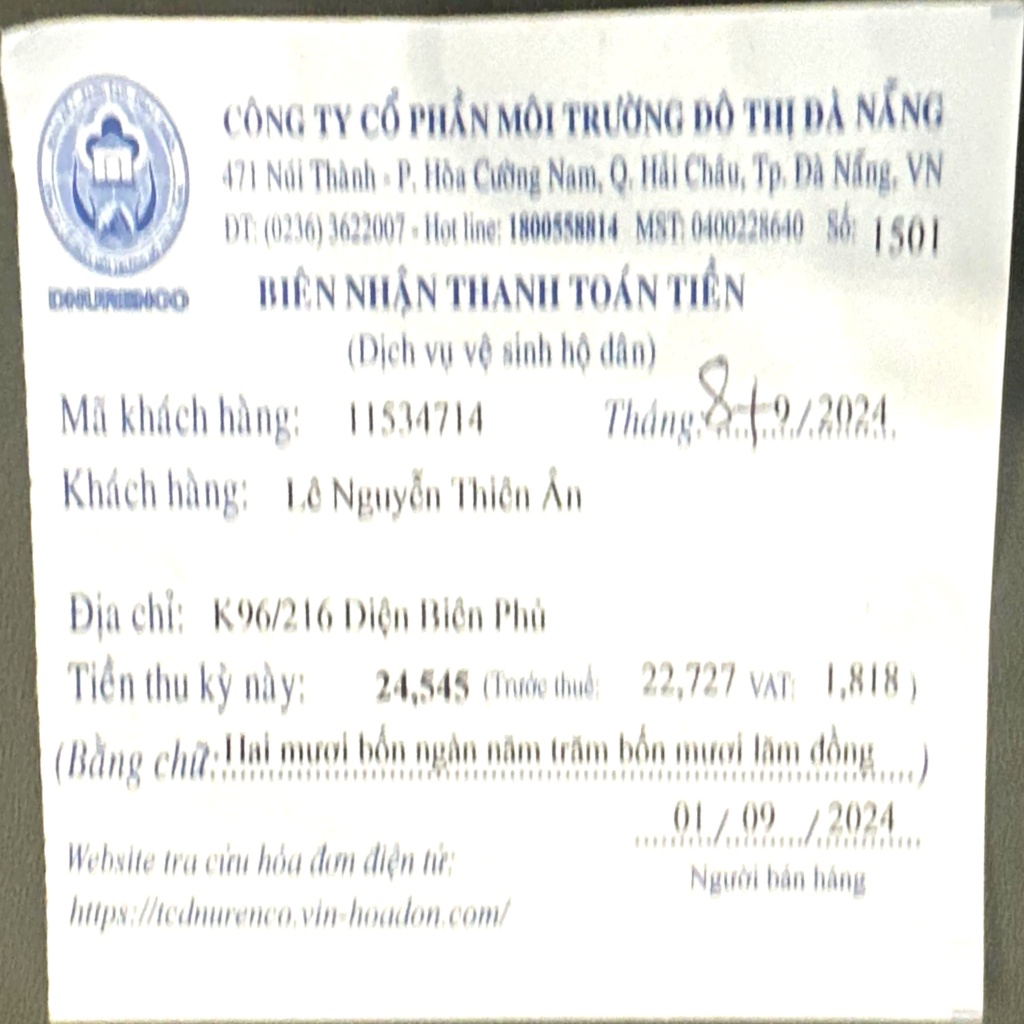 CÔNG TY CỔ PHẦN MÔI TRƯỜNG ĐÔ THỊ ĐÀ NẴNG
471 Núi Thành - P. Hòa Cường Nam, Q. Hải Châu, Tp. Đà Nẵng, VN
ĐT: (0236) 3622007 - Hot line: 1800558814 MST: 0400228640 Số: 1501
DNURENCO
BIÊN NHẬN THANH TOÁN TIỀN
(Dịch vụ vệ sinh hộ dân)
Mã khách hàng: 11534714 Tháng: 8+9/2024
Khách hàng: Lê Nguyễn Thiên Ân
Địa chỉ: K96/216 Điện Biên Phủ
Tiền thu kỳ này: 24,545 (Trước thuế: 22,727 VAT: 1,818 )
(Bằng chữ: Hai mươi bốn ngàn năm trăm bốn mươi lăm đồng )
01 / 09 / 2024
Người bán hàng
Website tra cứu hóa đơn điện tử:
https://tcdnurenco.vin-hoadon.com/